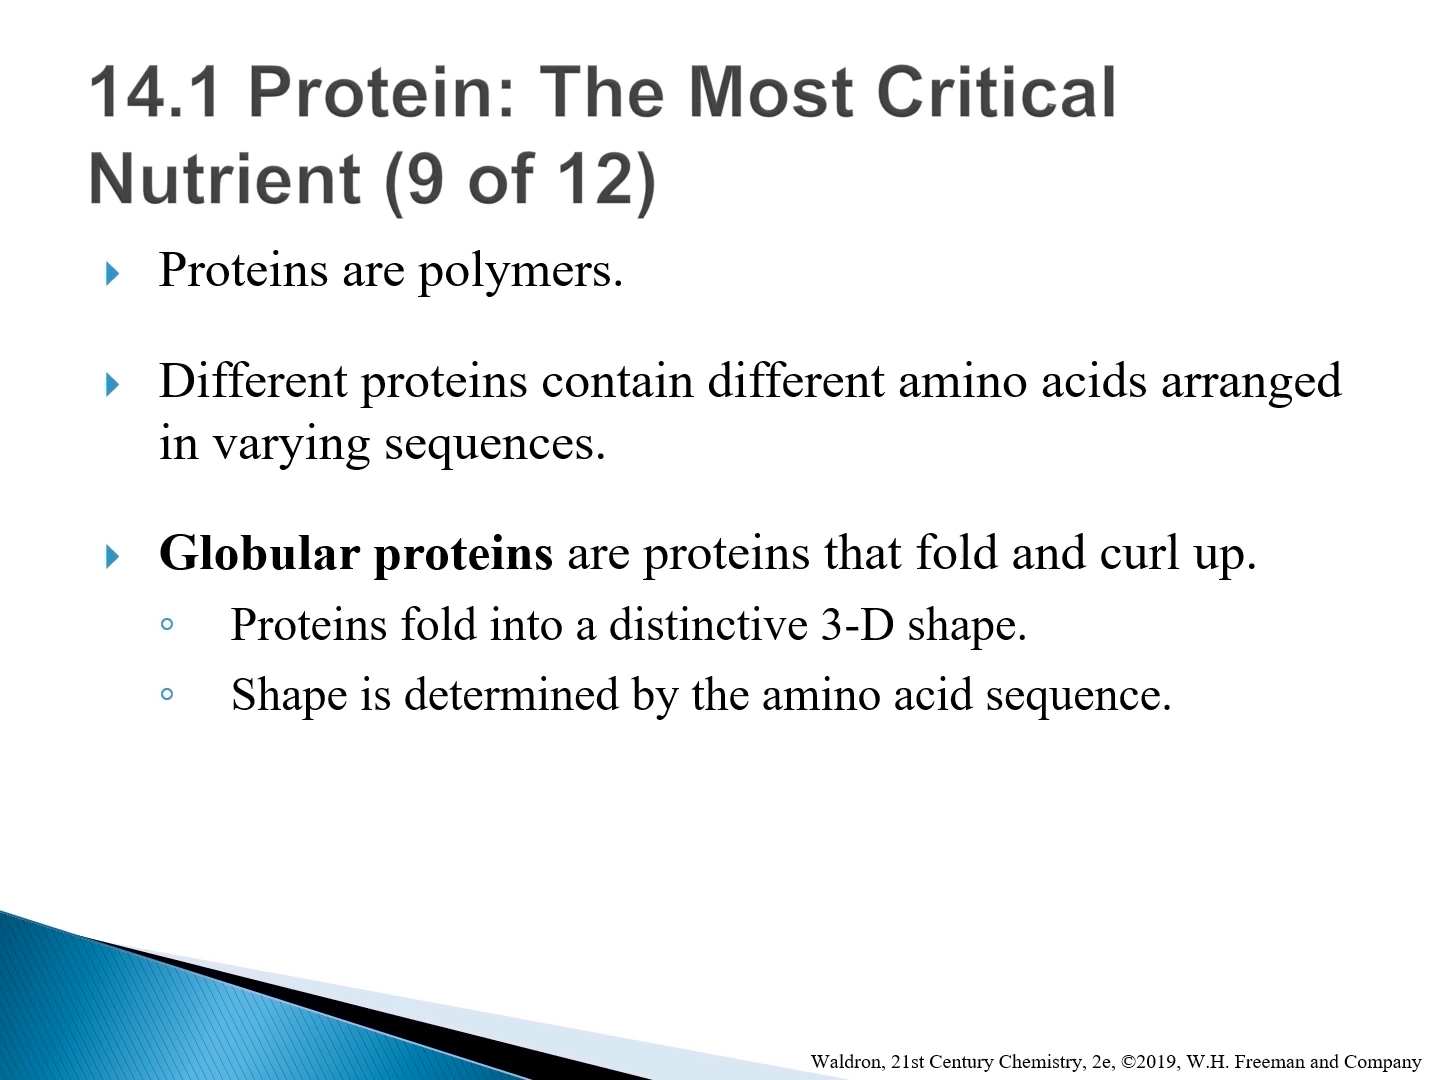 14.1 Protein: The Most Critical
Nutrient (9 of 12)
Proteins are polymers.
Different proteins contain different amino acids arranged
in varying sequences.
Globular proteins are proteins that fold and curl up.
Proteins fold into a distinctive 3-D shape.
Shape is determined by the amino acid sequence.
Waldron, 21st Century Chemistry, 2e, ©2019, W.H. Freeman and Company